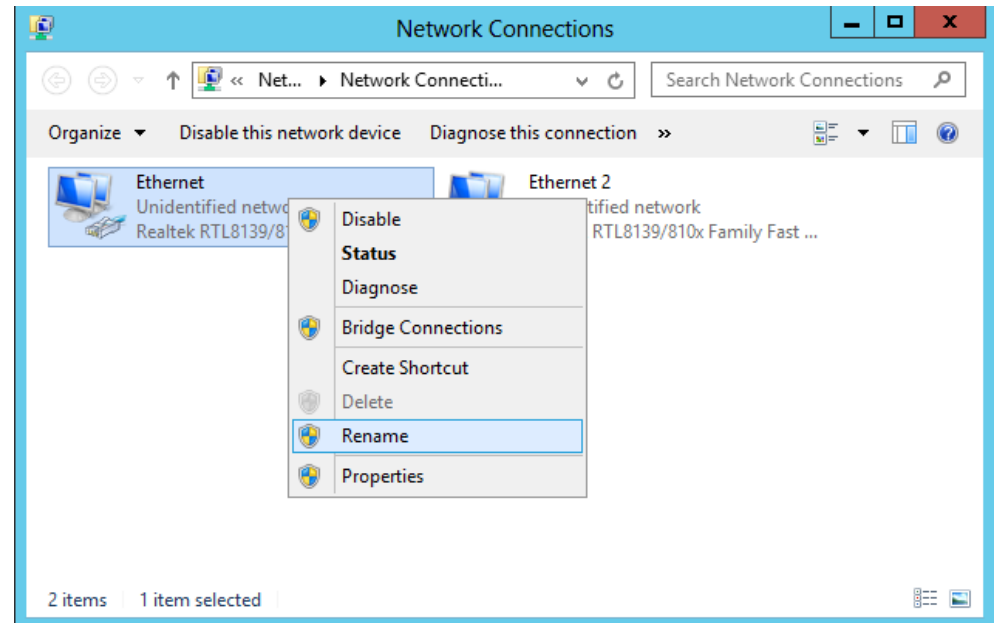 Network Connections
« Net... Network Connecti...
Search Network Connections
Organize Disable this network device Diagnose this connection »
Ethernet
Unidentified netwo
Realtek RTL8139/8
Ethernet 2
tified network
RTL8139/810x Family Fast ...
Disable
Status
Diagnose
Bridge Connections
Create Shortcut
Delete
Rename
Properties
2 items 1 item selected